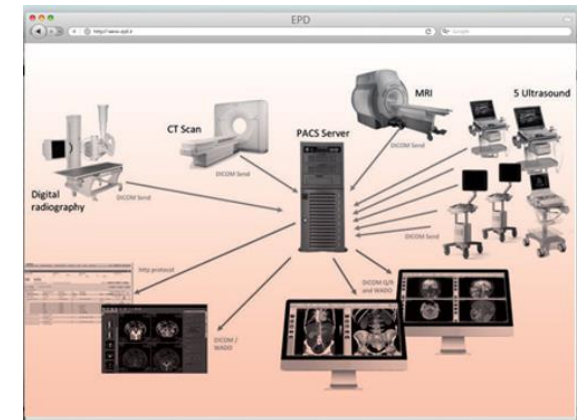 EPD
Google
MRI
5 Ultrasound
CT Scan
PACS Server
DICOM Send
DICOM Send
Digital
radiography
DICOM Send
DICOM Send
http protocol
DICOM Q/R
and WADO
DICOM /
WADO